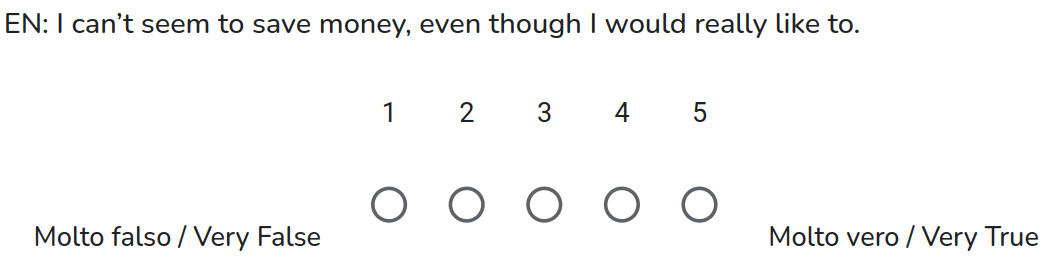 EN: I can’t seem to save money, even though I would really like to.
1 2 3 4 5
Molto falso / Very False Molto vero / Very True